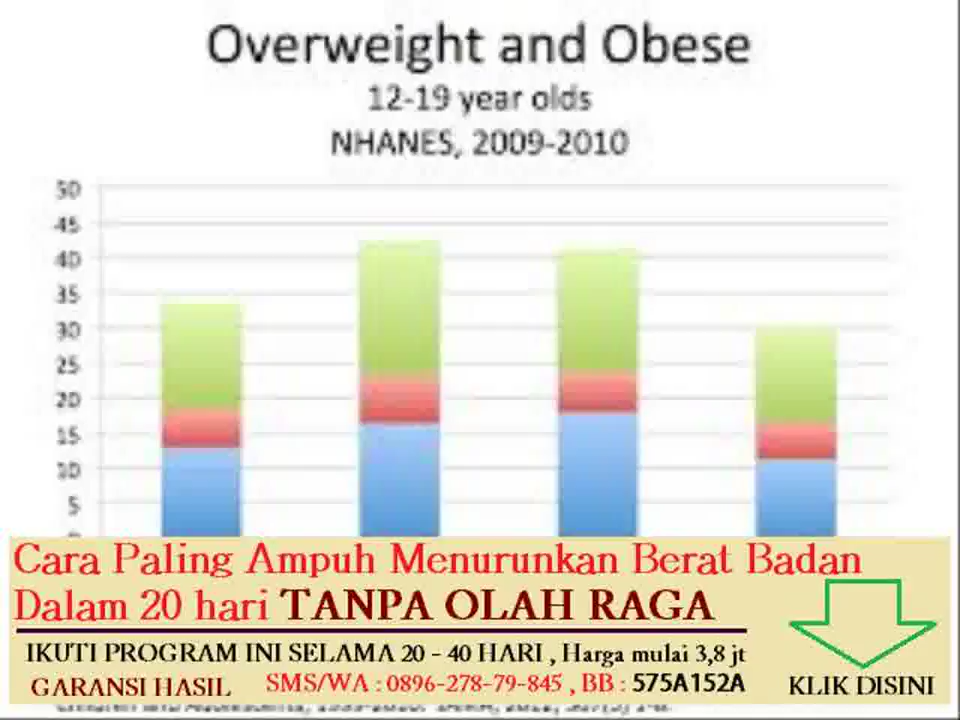 Overweight and Obese
12-19 year olds
NHANES, 2009-2010
50
45
40
35
30
25
20
15
10
5
Cara Paling Ampuh Menurunkan Berat Badan
Dalam 20 hari TANPA OLAH RAGA
IKUTI PROGRAM INI SELAMA 20 - 40 HARI , Harga mulai 3,8 jt
GARANSI HASIL SMS/WA : 0896-278-79-845 , BB : 575A152A
KLIK DISINI